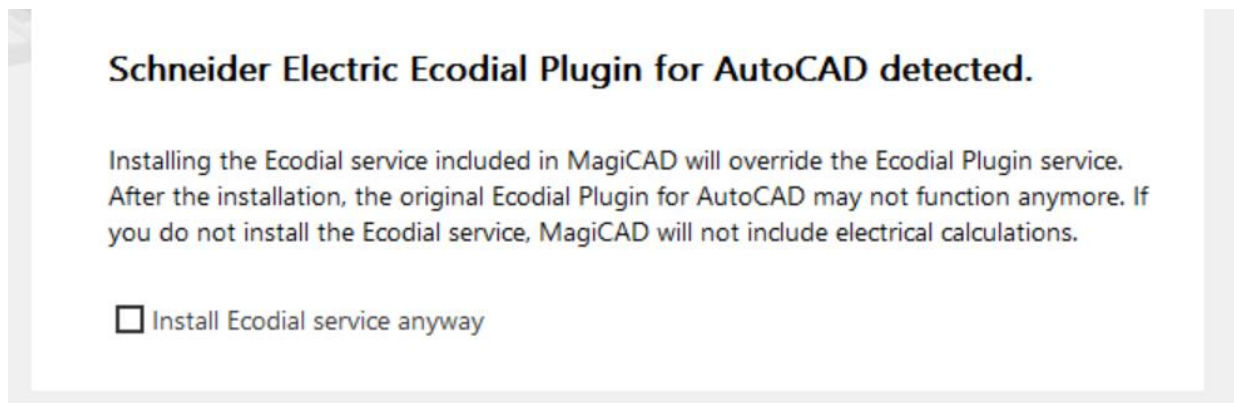 Schneider Electric Ecodial Plugin for AutoCAD detected.
Installing the Ecodial service included in MagiCAD will override the Ecodial Plugin service.
After the installation, the original Ecodial Plugin for AutoCAD may not function anymore. If
you do not install the Ecodial service, MagiCAD will not include electrical calculations.
Install Ecodial service anyway